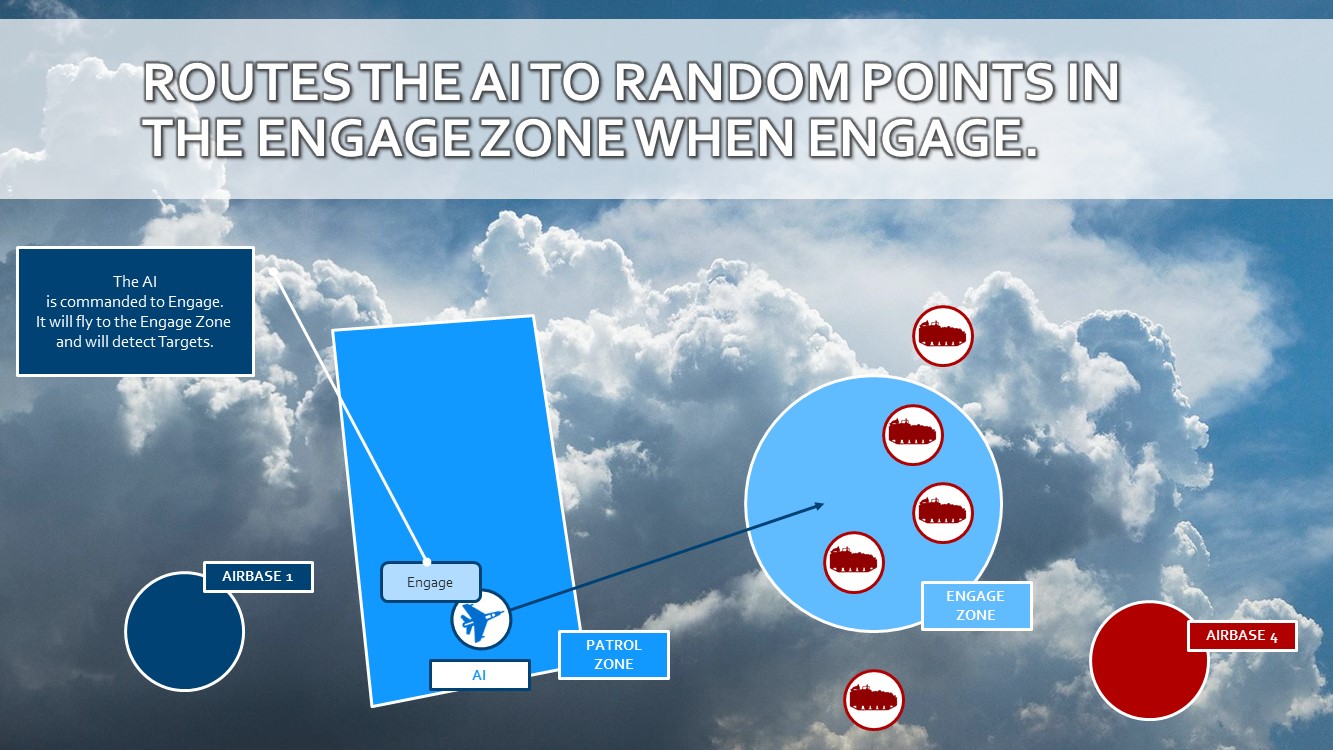 ROUTES THE AI TO RANDOM POINTS IN
THE ENGAGE ZONE WHEN ENGAGE.
The AI
is commanded to Engage.
It will fly to the Engage Zone
and will detect Targets.
Engage
AIRBASE 1
AI
PATROL
ZONE
ENGAGE
ZONE
AIRBASE 4